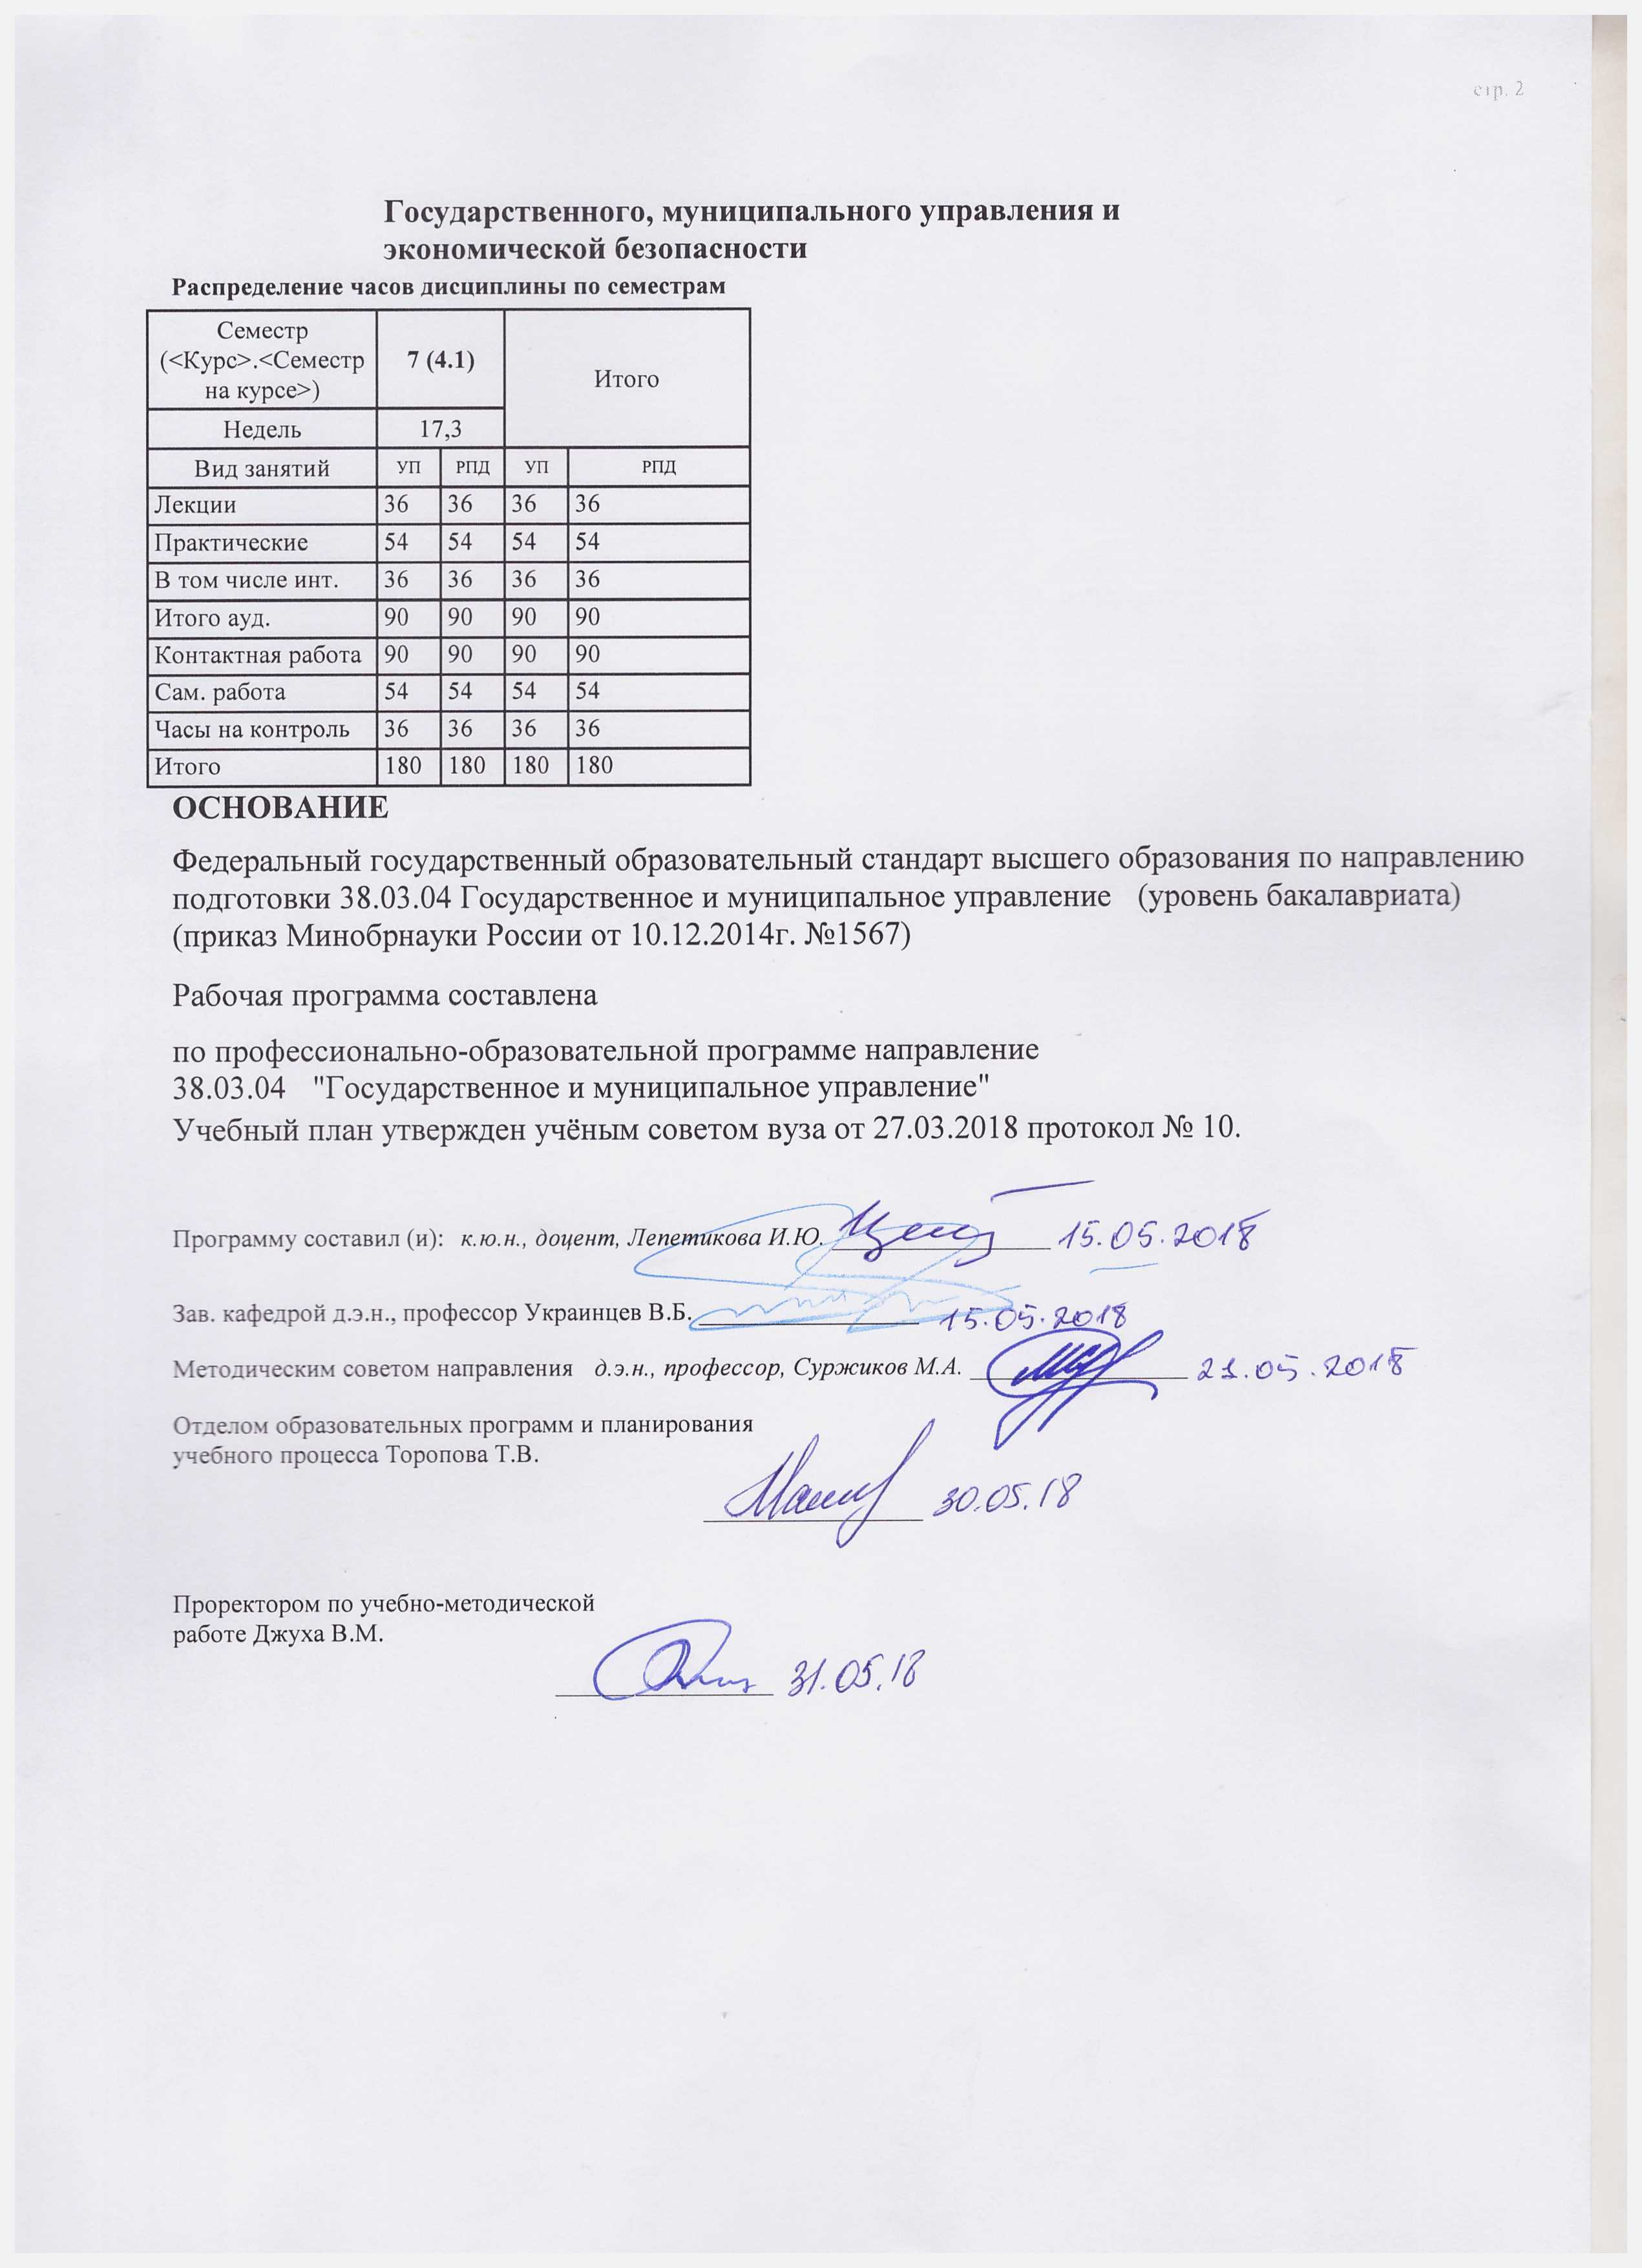 стр. 2
Государственного, муниципального управления и
экономической безопасности
Распределение часов дисциплины по семестрам
Семестр
(<Курс>.<Семестр
на курсе>)
7 (4.1)
Итого
Недель
17,3
Вид занятий УП РПД УП РПД
Лекции 36 36 36 36
Практические 54 54 54 54
В том числе инт. 36 36 36 36
Итого ауд. 90 90 90 90
Контактная работа 90 90 90 90
Сам. работа 54 54 54 54
Часы на контроль 36 36 36 36
Итого 180 180 180 180
ОСНОВАНИЕ
Федеральный государственный образовательный стандарт высшего образования по направлению
подготовки 38.03.04 Государственное и муниципальное управление (уровень бакалавриата)
(приказ Минобрнауки России от 10.12.2014г. №1567)
Рабочая программа составлена
по профессионально-образовательной программе направление
38.03.04 "Государственное и муниципальное управление"
Учебный план утвержден учёным советом вуза от 27.03.2018 протокол № 10.
Программу составил (и): к.ю.н., доцент, Лепетикова И.Ю. 15.05.2018
Зав. кафедрой д.э.н., профессор Украинцев В.Б. 15.05.2018
Методическим советом направления д.э.н., профессор, Суржиков М.А. 21.05.2018
Отделом образовательных программ и планирования
учебного процесса Торопова Т.В.
30.05.18
Проректором по учебно-методической
работе Джуха В.М.
31.05.18